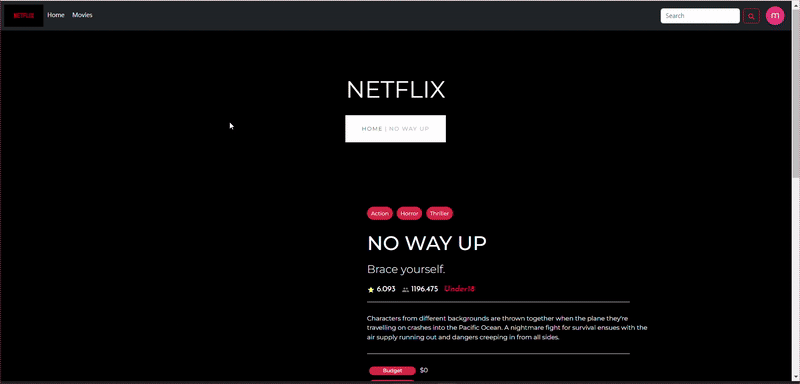 NETFLIX
Home Movies
Search
m
NETFLIX
HOME | NO WAY UP
Action Horror Thriller
NO WAY UP
Brace yourself.
6.093 1196.475 Under18
Characters from different backgrounds are thrown together when the plane they're
travelling on crashes into the Pacific Ocean. A nightmare fight for survival ensues with the
air supply running out and dangers creeping in from all sides.
Budget $0